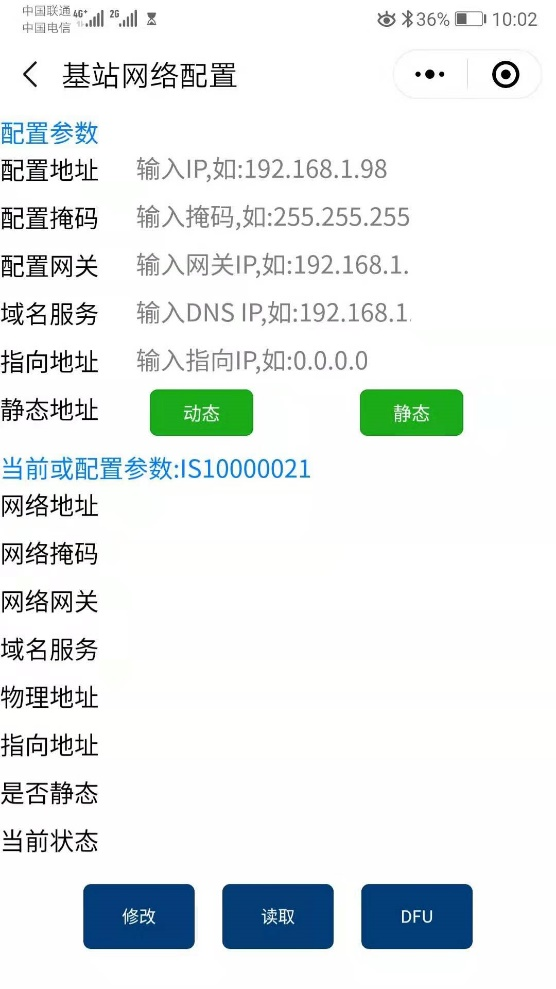 中国联通 4G+ 2G 36% 10:02
中国电信
基站网络配置
配置参数
配置地址 输入IP,如:192.168.1.98
配置掩码 输入掩码,如:255.255.255
配置网关 输入网关IP,如:192.168.1.
域名服务 输入DNS IP,如:192.168.1.
指向地址 输入指向IP,如:0.0.0.0
静态地址 动态 静态
当前或配置参数:IS10000021
网络地址
网络掩码
网络网关
域名服务
物理地址
指向地址
是否静态
当前状态
修改 读取 DFU